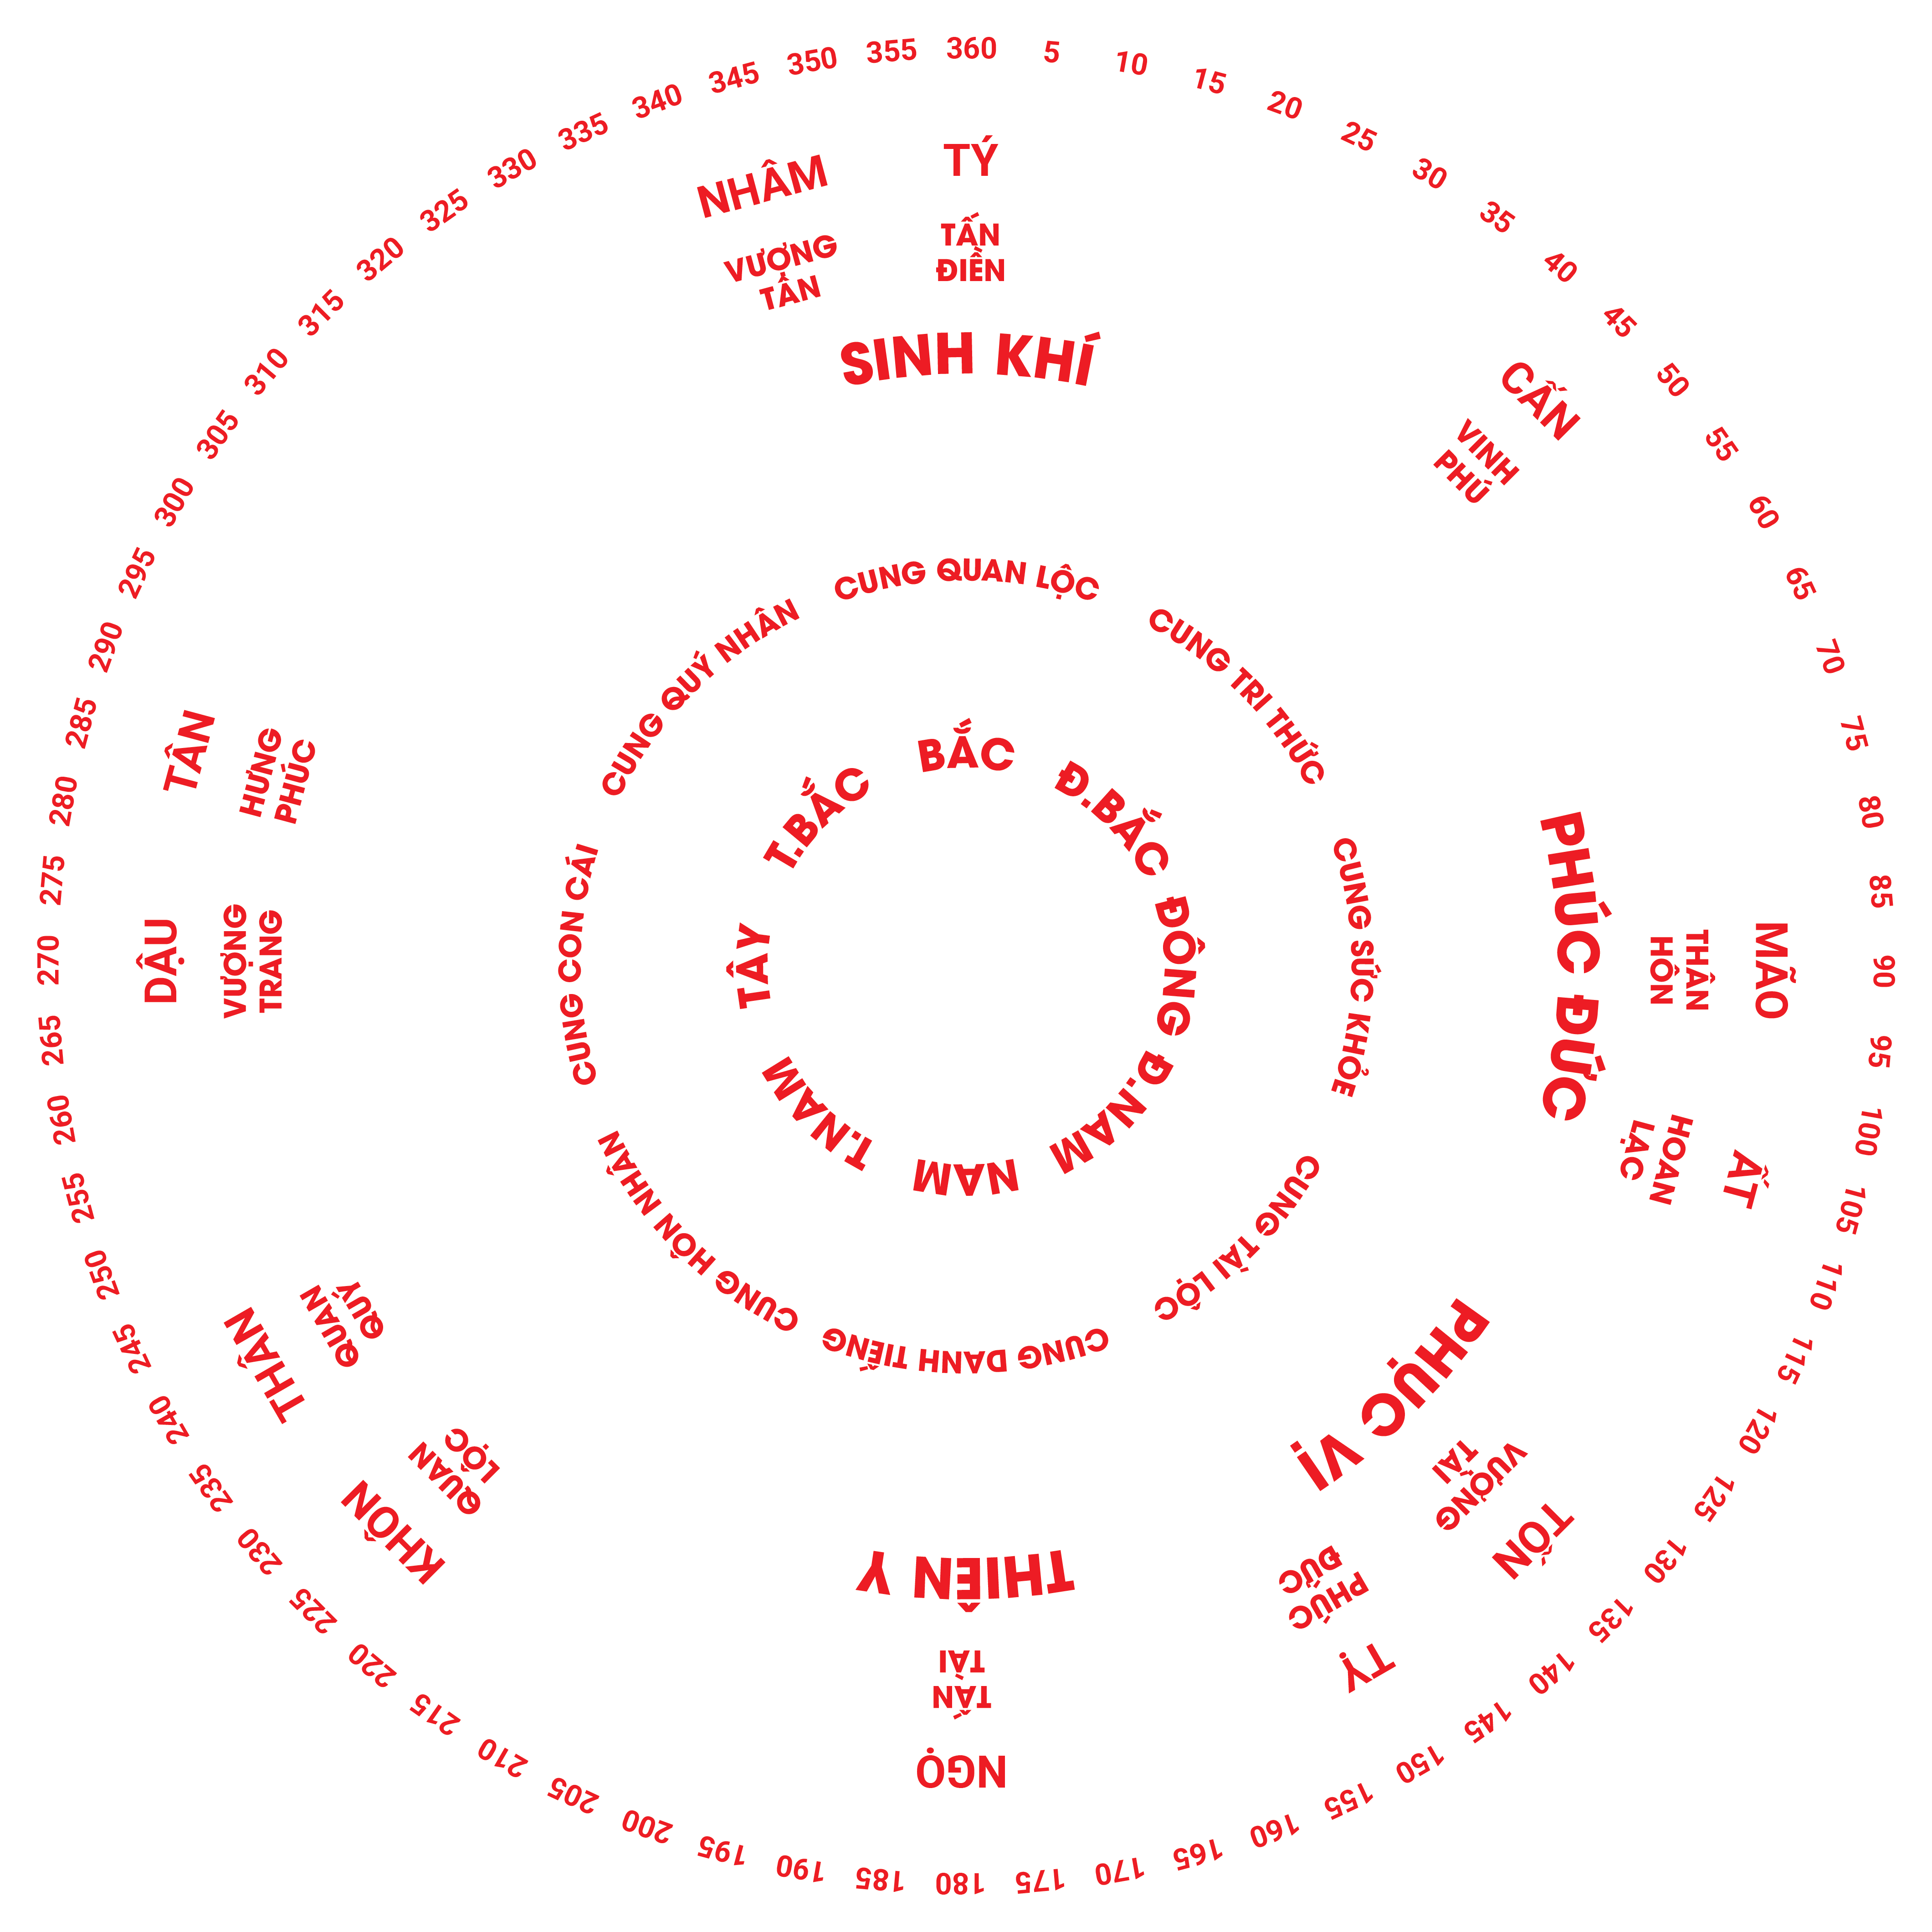 360
5
10
15
20
25
30
35
40
45
50
55
60
65
70
75
80
85
90
95
100
105
110
115
120
125
130
135
140
145
150
155
160
165
170
175
180
185
190
195
200
205
210
215
220
225
230
235
240
245
250
255
260
265
270
275
280
285
290
295
300
305
310
315
320
325
330
335
340
345
350
355
TÝ
TẤN
ĐIỀN
CẤN
VINH
PHÚ
MÃO
THÂN
HÔN
ẤT
HOAN
LẠC
TỐN
VƯỢNG
TÀI
TỴ
PHÚC
ĐỨC
NGỌ
TẤN
TÀI
KHÔN
QUAN
LỘC
THÂN
QUAN
QUÝ
DẬU
VƯỢNG
TRANG
TÂN
HƯNG
PHÚC
NHÂM
VƯỢNG
TÀN
SINH KHÍ
PHÚC ĐỨC
PHỤC VỊ
THIÊN Y
CUNG QUAN LỘC
CUNG TRI THỨC
CUNG SỨC KHỎE
CUNG TÀI LỘC
CUNG DANH TIẾNG
CUNG HÔN NHÂN
CUNG CON CÁI
CUNG QUÝ NHÂN
BẮC
Đ.BẮC
ĐÔNG
Đ.NAM
NAM
T.NAM
TÂY
T.BẮC